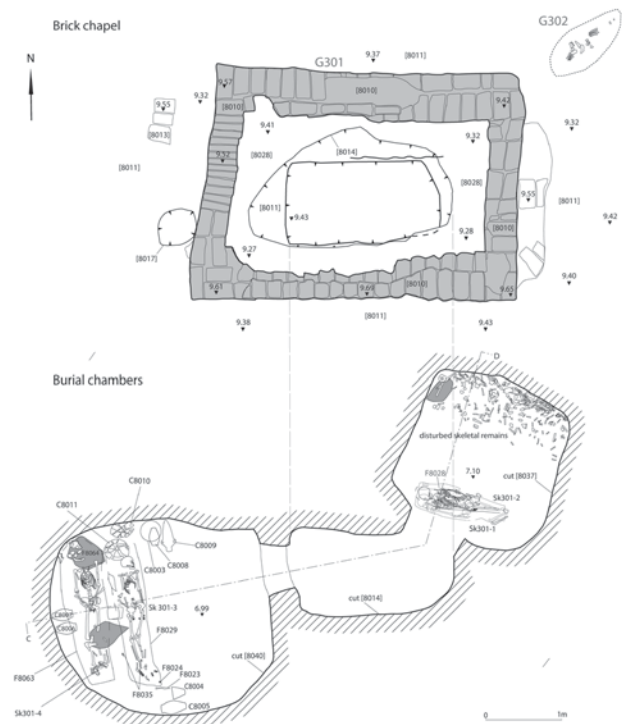 Brick chapel
G302
N
G301
9.37
[8011]
9.57
[8010]
[8010]
9.42
9.32
9.55
[8013]
9.41
9.32
9.32
[8014]
[8028]
[8028]
9.52
[8011]
9.55
[8011]
[8011]
9.43
9.42
[8010]
9.28
[8017]
9.27
9.61
9.69
[8010]
9.65
9.40
[8011]
9.38
9.43
Burial chambers
D
disturbed skeletal remains
F8028
7.10
cut [8037]
Sk301-2
Sk301-1
C8010
C8011
C8009
F8064
C8008
C8003
Sk 301-3
6.99
C8006
cut [8014]
C
F8029
cut [8040]
F8063
F8024
F8023
C8004
F8035
C8005
Sk301-4
0
1m